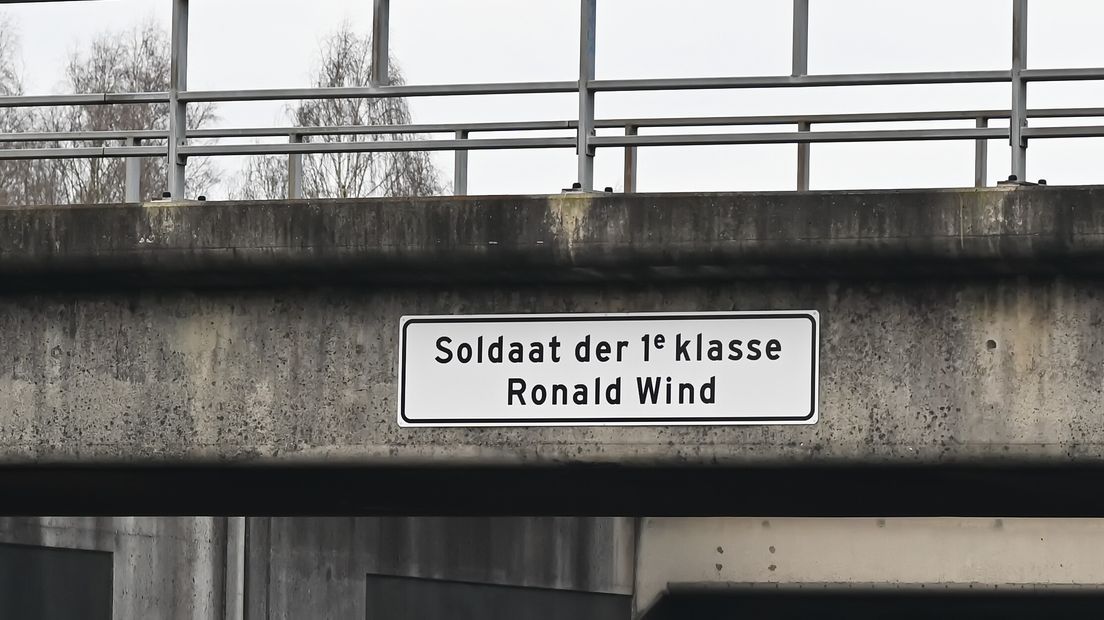 Soldaat der 1e klasse
Ronald Wind